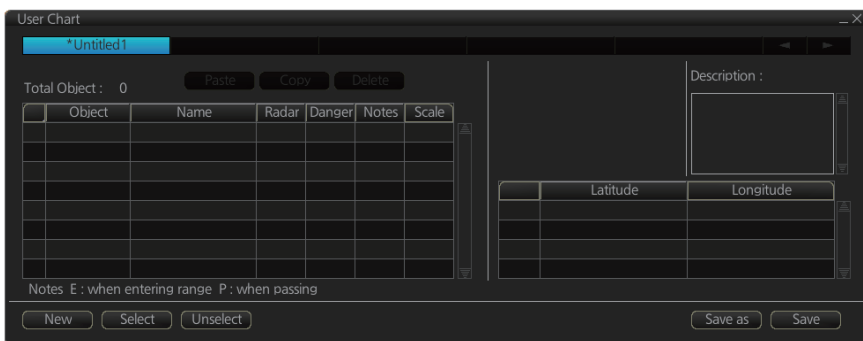 User Chart
*Untitled1
Total Object : 0
Paste Copy Delete
Description :
Object Name Radar Danger Notes Scale
Latitude Longitude
Notes E : when entering range P : when passing
New Select Unselect Save as Save